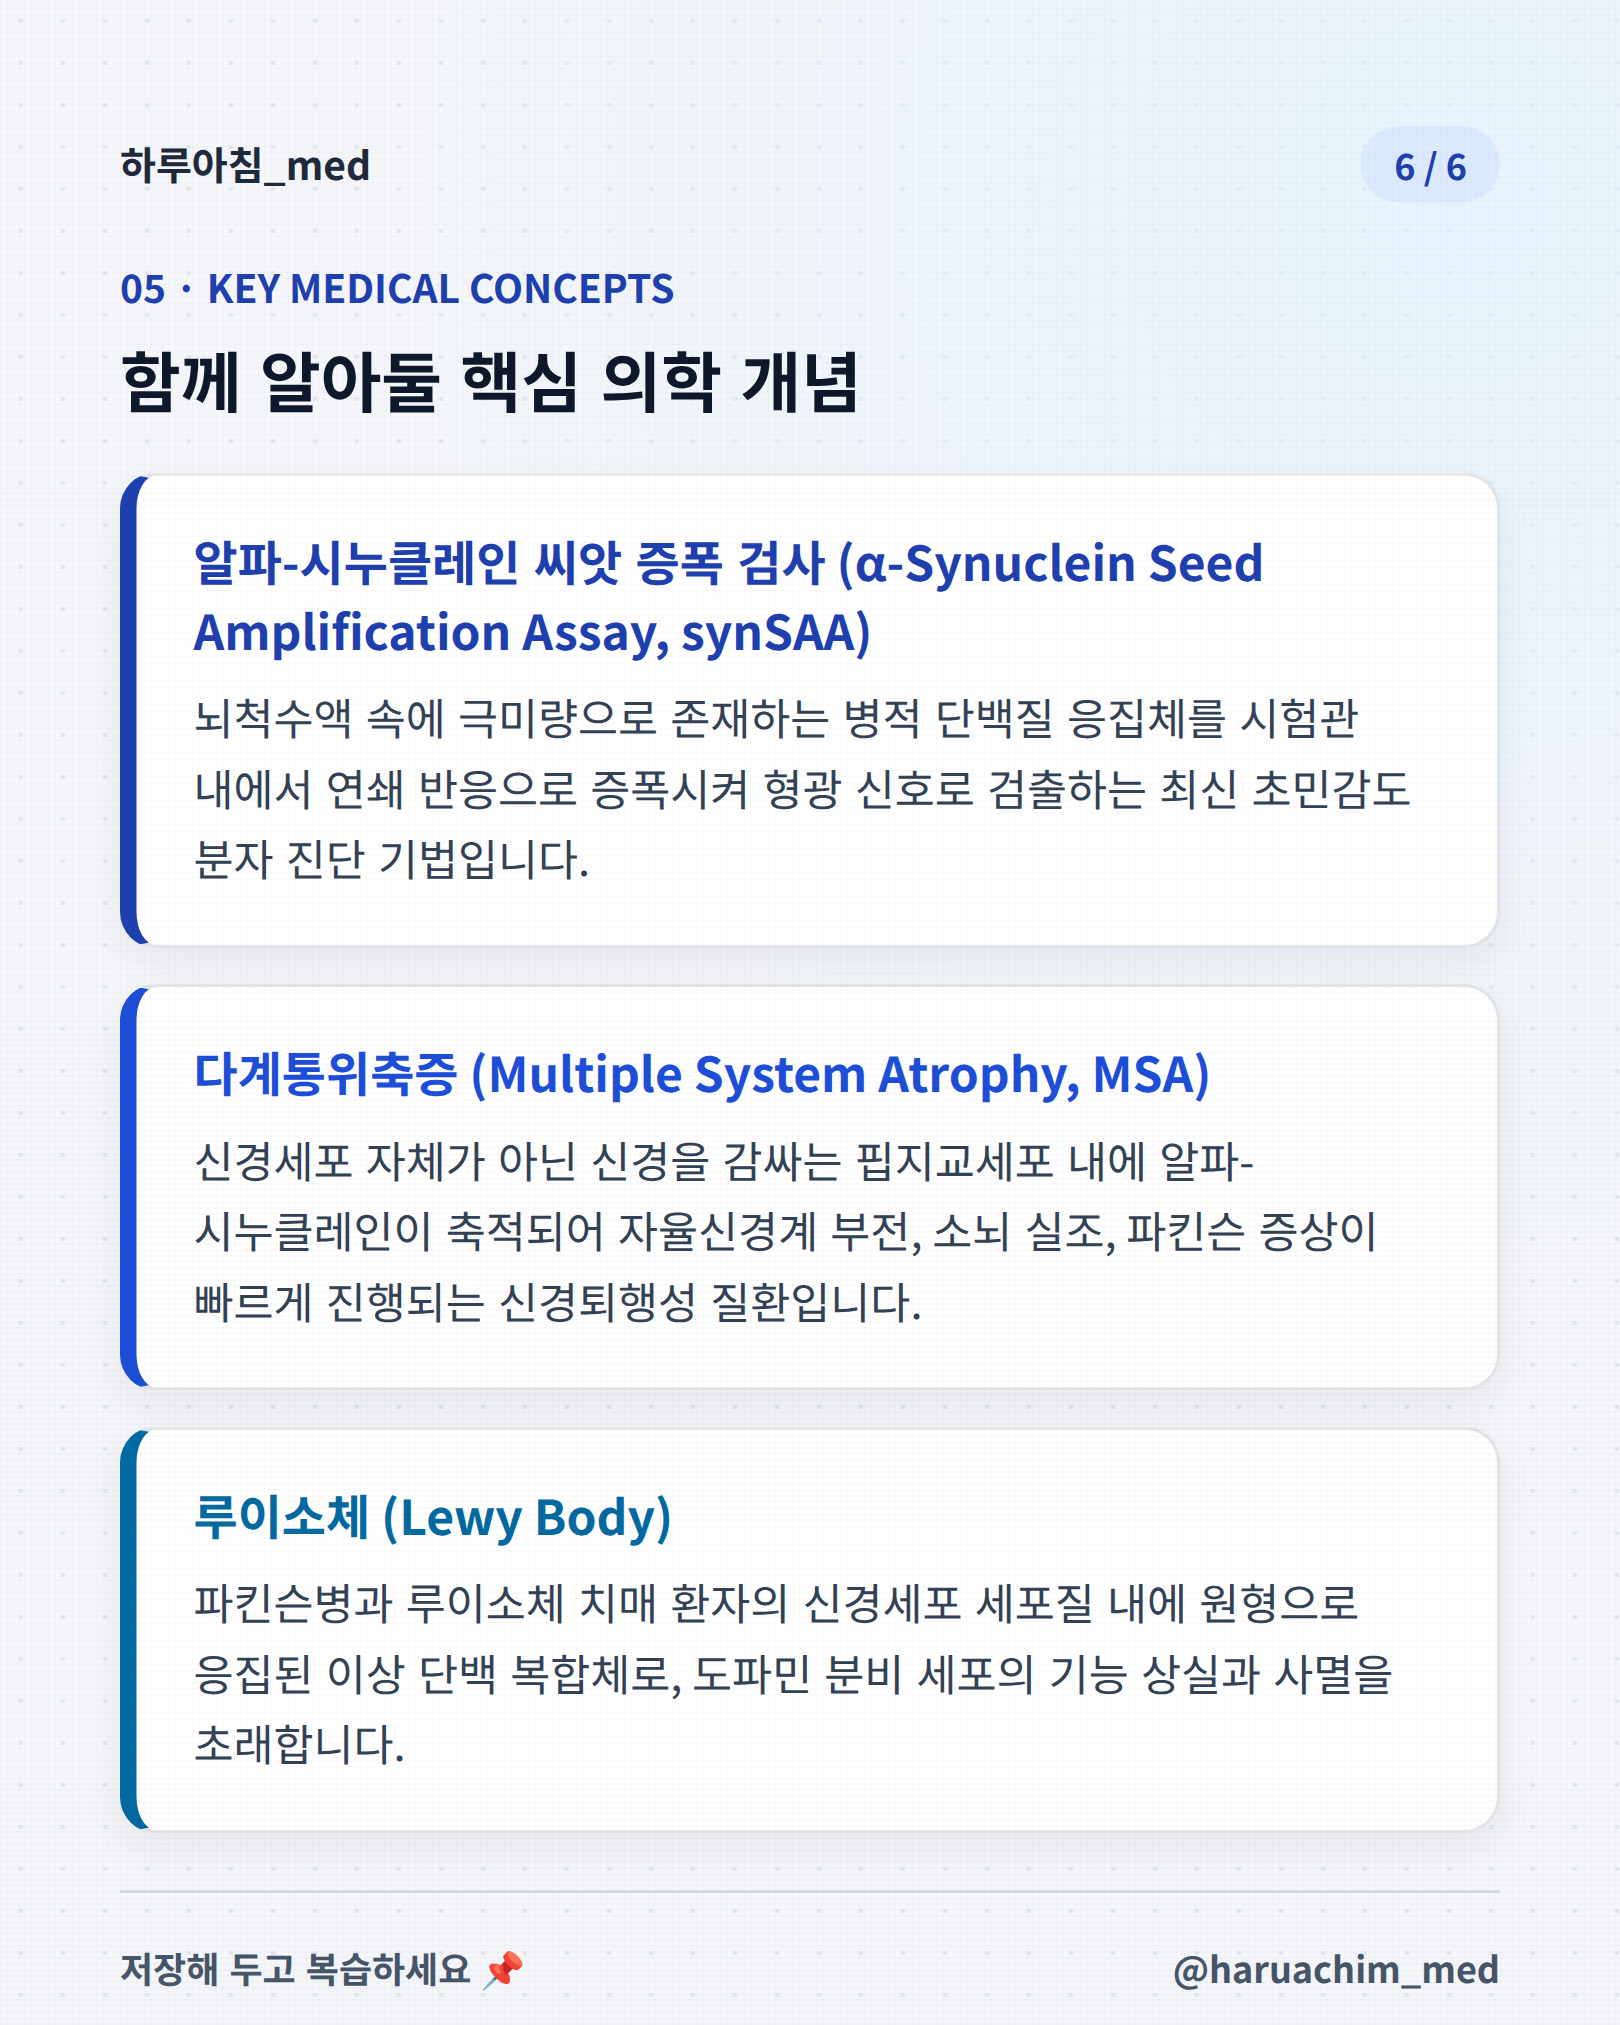 하루아침_med
6 / 6
05 · KEY MEDICAL CONCEPTS
함께 알아둘 핵심 의학 개념
알파-시누클레인 씨앗 증폭 검사 (α-Synuclein Seed
Amplification Assay, synSAA)
뇌척수액 속에 극미량으로 존재하는 병적 단백질 응집체를 시험관
내에서 연쇄 반응으로 증폭시켜 형광 신호로 검출하는 최신 초민감도
분자 진단 기법입니다.
다계통위축증 (Multiple System Atrophy, MSA)
신경세포 자체가 아닌 신경을 감싸는 핍지교세포 내에 알파-
시누클레인이 축적되어 자율신경계 부전, 소뇌 실조, 파킨슨 증상이
빠르게 진행되는 신경퇴행성 질환입니다.
루이소체 (Lewy Body)
파킨슨병과 루이소체 치매 환자의 신경세포 세포질 내에 원형으로
응집된 이상 단백 복합체로, 도파민 분비 세포의 기능 상실과 사멸을
초래합니다.
저장해 두고 복습하세요 📌
@haruachim_med